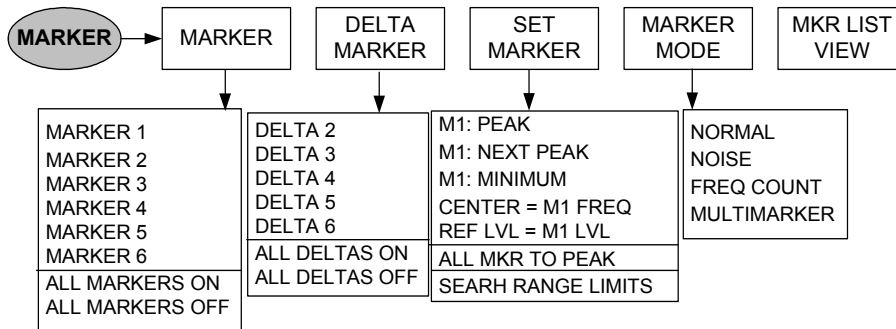 MARKER
MARKER
DELTA
MARKER
SET
MARKER
MARKER
MODE
MKR LIST
VIEW
MARKER 1
MARKER 2
MARKER 3
MARKER 4
MARKER 5
MARKER 6
ALL MARKERS ON
ALL MARKERS OFF
DELTA 2
DELTA 3
DELTA 4
DELTA 5
DELTA 6
ALL DELTAS ON
ALL DELTAS OFF
M1: PEAK
M1: NEXT PEAK
M1: MINIMUM
CENTER = M1 FREQ
REF LVL = M1 LVL
ALL MKR TO PEAK
SEARH RANGE LIMITS
NORMAL
NOISE
FREQ COUNT
MULTIMARKER